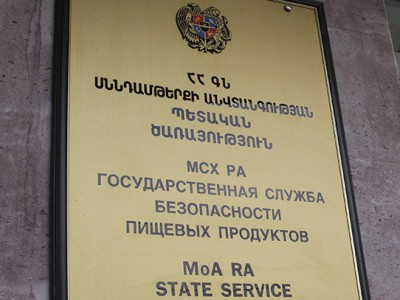 ՀՀ ԳՆ
ՍՆՆԴԱՄԹԵՐՔԻ ԱՆՎՏԱՆԳՈՒԹՅԱՆ
ՊԵՏԱԿԱՆ
ԾԱՌԱՅՈՒԹՅՈՒՆ
МСХ РА
ГОСУДАРСТВЕННАЯ СЛУЖБА
БЕЗОПАСНОСТИ
ПИЩЕВЫХ ПРОДУКТОВ
MoA RA
STATE SERVICE